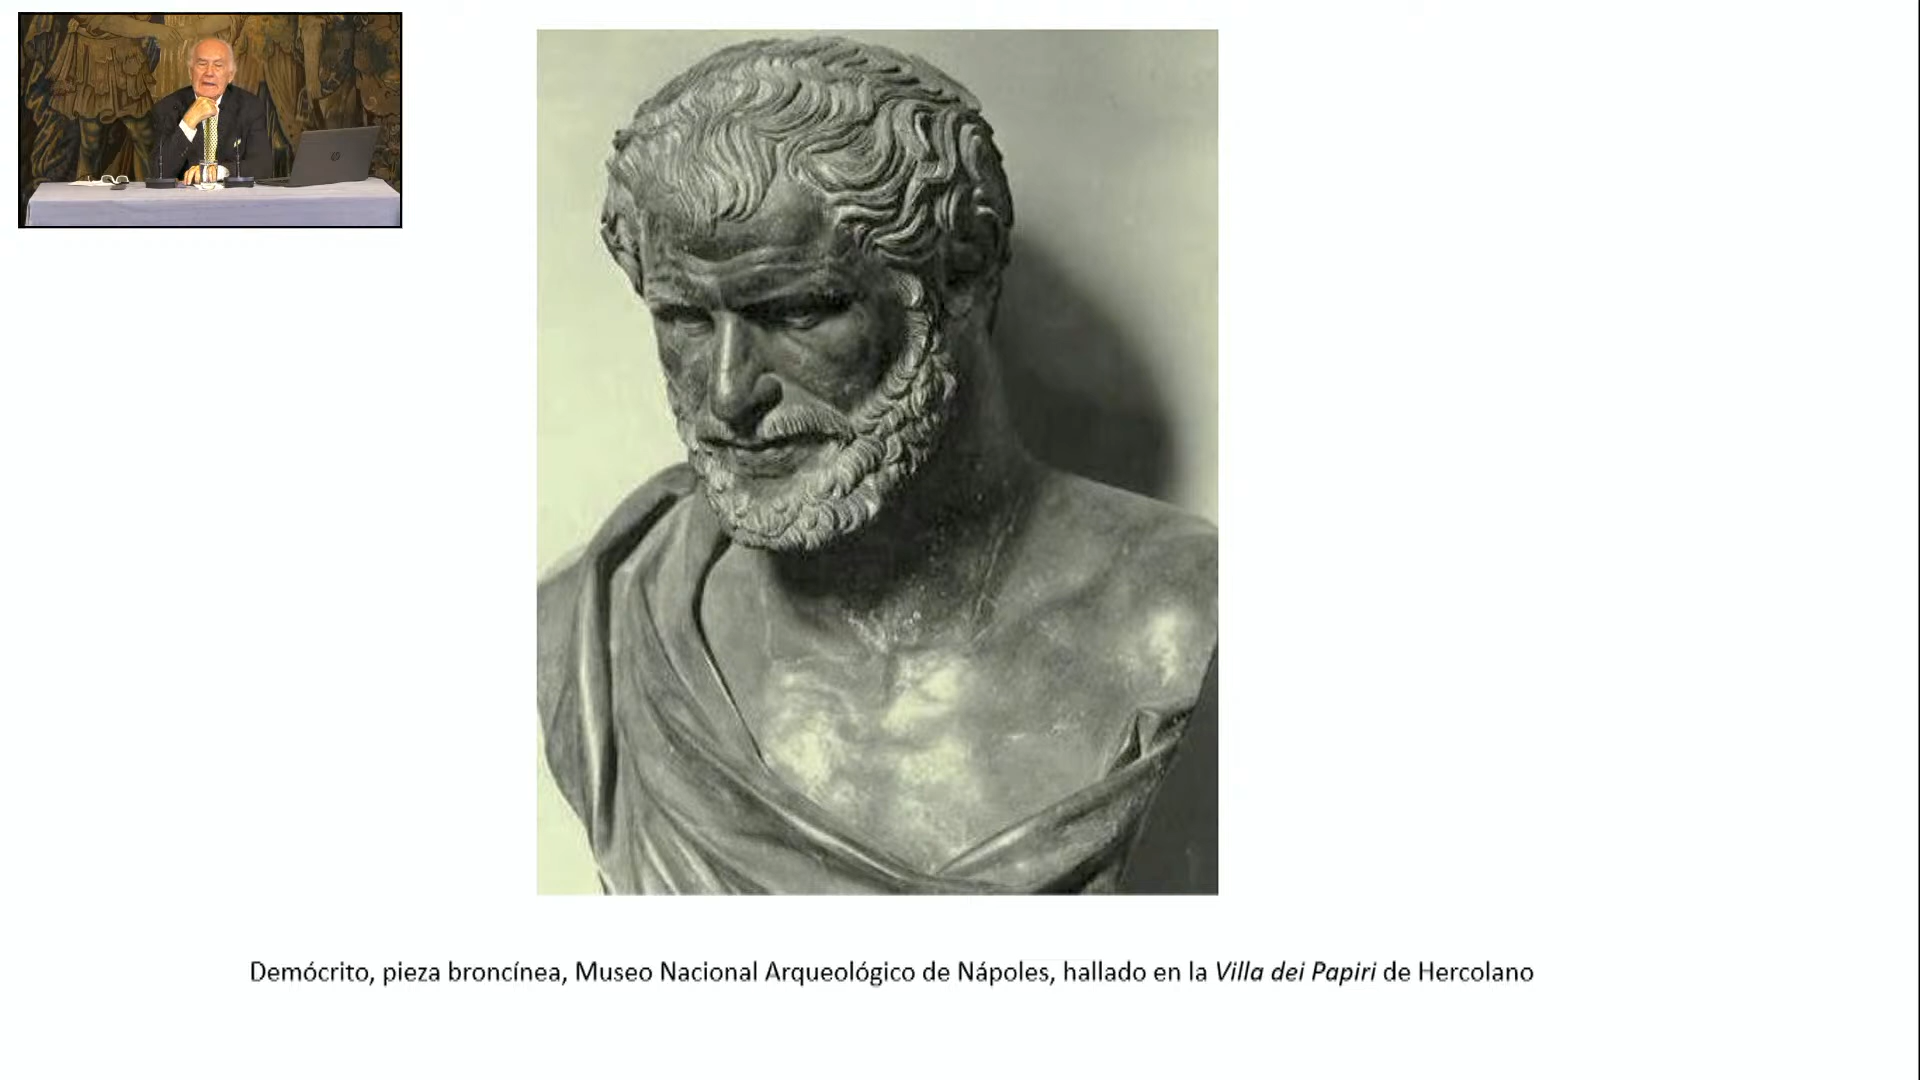 Demócrito, pieza broncínea, Museo Nacional Arqueológico de Nápoles, hallado en la Villa dei Papiri de Hercolano